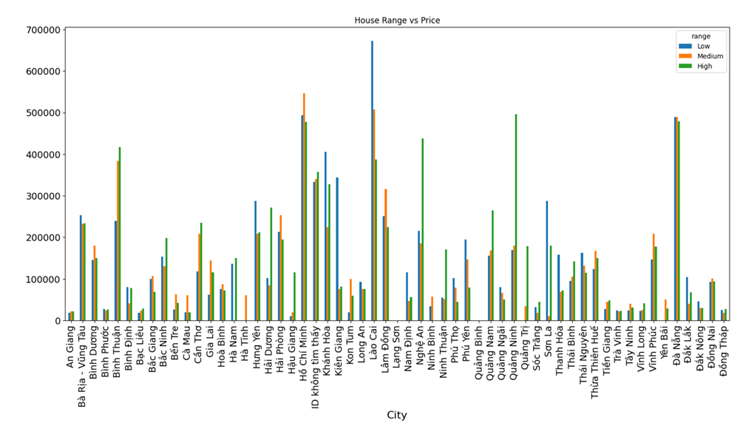 House Range vs Price
range
Low
Medium
High
700000
600000
500000
400000
300000
200000
100000
0
An Giang
Bà Rịa - Vũng Tàu
Bình Dương
Bình Phước
Bình Thuận
Bình Định
Bạc Liêu
Bắc Giang
Bắc Ninh
Bến Tre
Cà Mau
Cần Thơ
Gia Lai
Hoà Bình
Hà Nam
Hà Tĩnh
Hưng Yên
Hải Dương
Hải Phòng
Hậu Giang
Hồ Chí Minh
ID không tìm thấy
Khánh Hòa
Kiên Giang
Kon Tum
Long An
Lào Cai
Lâm Đồng
Lạng Sơn
Nam Định
Nghệ An
Ninh Bình
Ninh Thuận
Phú Thọ
Phú Yên
Quảng Bình
Quảng Nam
Quảng Ngãi
Quảng Ninh
Quảng Trị
Sóc Trăng
Sơn La
Thanh Hóa
Thái Bình
Thái Nguyên
Thừa Thiên Huế
Tiền Giang
Trà Vinh
Tây Ninh
Vĩnh Long
Vĩnh Phúc
Yên Bái
Đà Nẵng
Đắk Lắk
Đắk Nông
Đồng Nai
Đồng Tháp
City